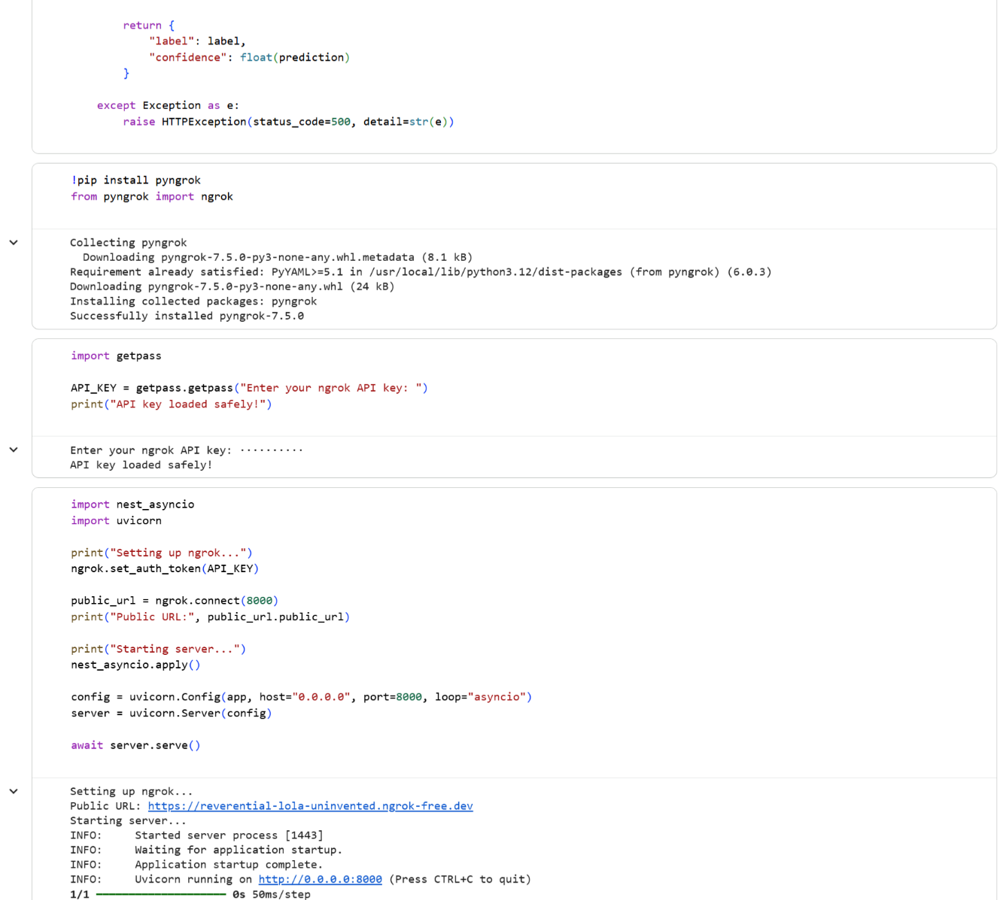 return {
"label": label,
"confidence": float(prediction)
}
except Exception as e:
raise HTTPException(status_code=500, detail=str(e))
!pip install pyngrok
from pyngrok import ngrok
Collecting pyngrok
Downloading pyngrok-7.5.0-py3-none-any.whl.metadata (8.1 kB)
Requirement already satisfied: PyYAML>=5.1 in /usr/local/lib/python3.12/dist-packages (from pyngrok) (6.0.3)
Downloading pyngrok-7.5.0-py3-none-any.whl (24 kB)
Installing collected packages: pyngrok
Successfully installed pyngrok-7.5.0
import getpass
API_KEY = getpass.getpass("Enter your ngrok API key: ")
print("API key loaded safely!")
Enter your ngrok API key: ··········
API key loaded safely!
import nest_asyncio
import uvicorn
print("Setting up ngrok...")
ngrok.set_auth_token(API_KEY)
public_url = ngrok.connect(8000)
print("Public URL:", public_url.public_url)
print("Starting server...")
nest_asyncio.apply()
config = uvicorn.Config(app, host="0.0.0.0", port=8000, loop="asyncio")
server = uvicorn.Server(config)
await server.serve()
Setting up ngrok...
Public URL: https://reverential-lola-uninvented.ngrok-free.dev
Starting server...
INFO:     Started server process [1443]
INFO:     Waiting for application startup.
INFO:     Application startup complete.
INFO:     Uvicorn running on http://0.0.0.0:8000 (Press CTRL+C to quit)
1/1 ━━━━━━━━━━━━━━━━━━━━ 0s 50ms/step